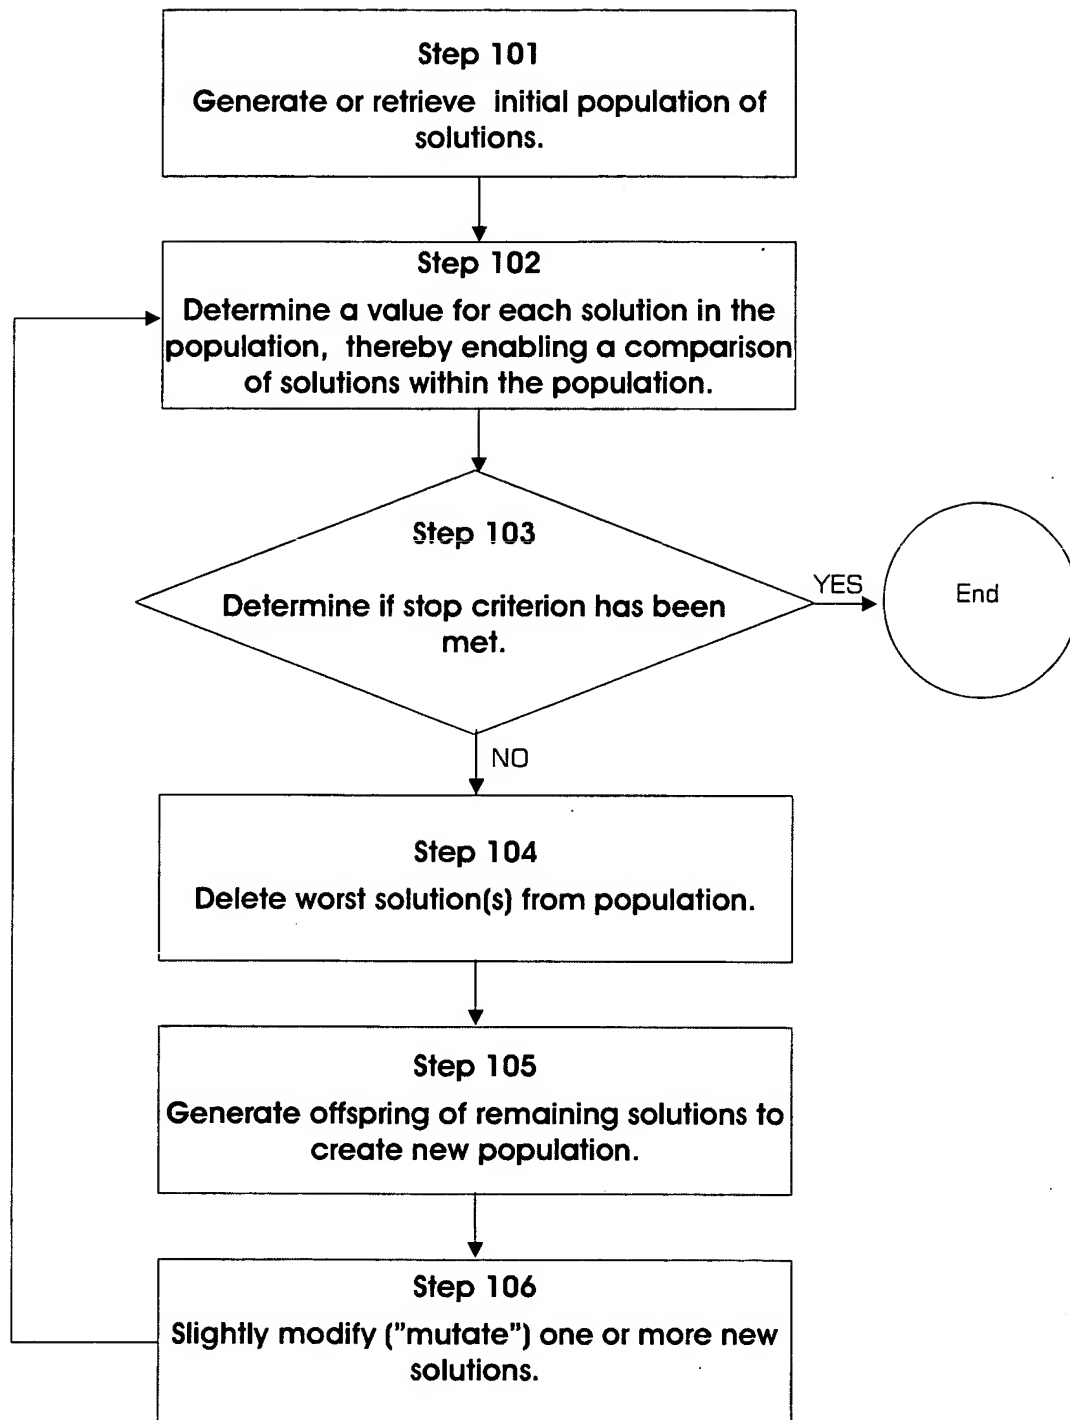 Step 101
Generate or retrieve initial population of
solutions.
Step 102
Determine a value for each solution in the
population, thereby enabling a comparison
of solutions within the population.
Step 103
Determine if stop criterion has been
met.
YES
End
NO
Step 104
Delete worst solution(s) from population.
Step 105
Generate offspring of remaining solutions to
create new population.
Step 106
Slightly modify ("mutate") one or more new
solutions.